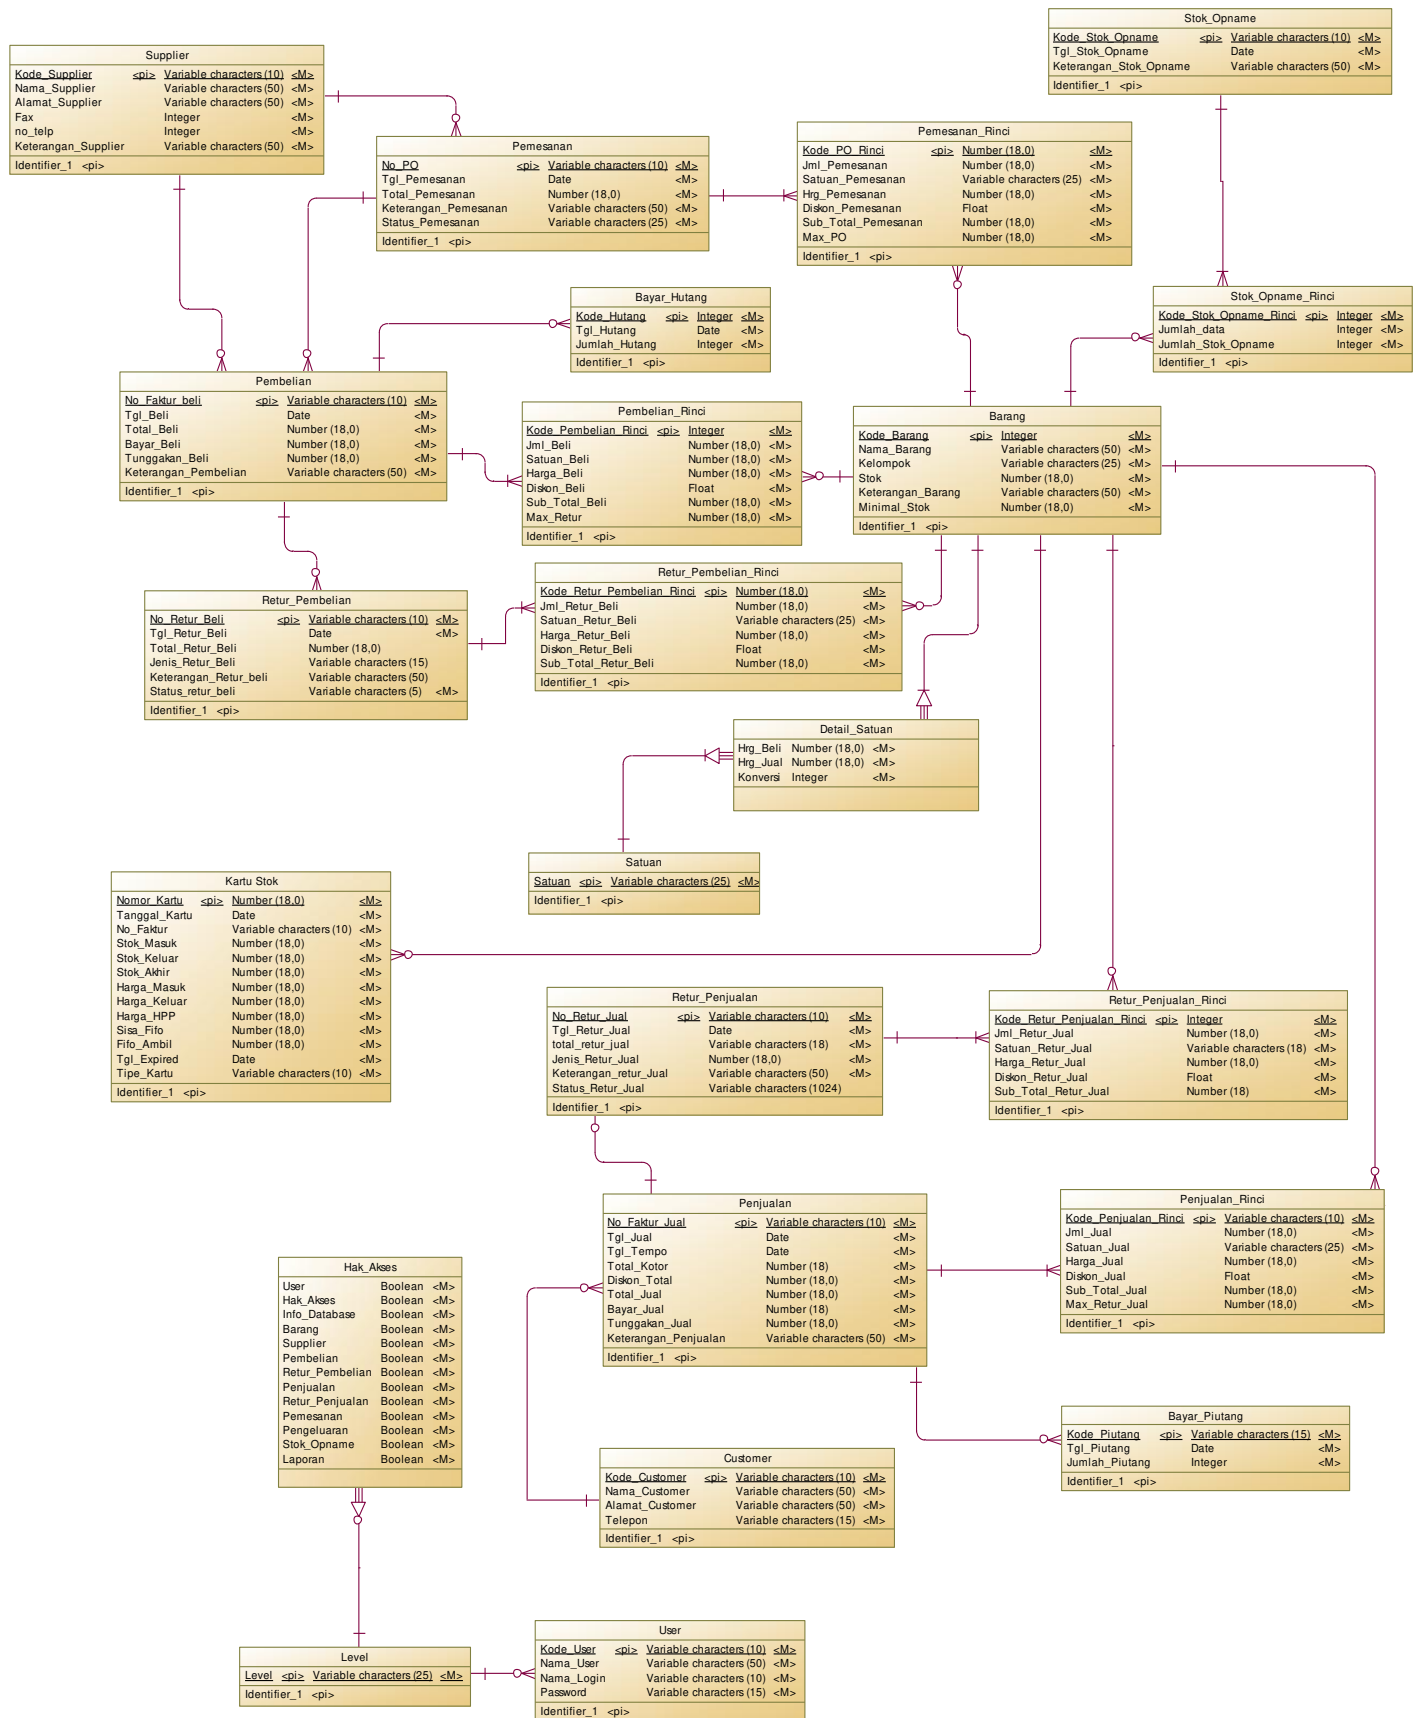 Stok_Opname
Kode_Stok_Opname <pi> Variable characters (10) <M>
Tgl_Stok_Opname Date <M>
Keterangan_Stok_Opname Variable characters (50) <M>
Identifier_1 <pi>
Supplier
Kode_Supplier <pi> Variable characters (10) <M>
Nama_Supplier Variable characters (50) <M>
Alamat_Supplier Variable characters (50) <M>
Fax Integer <M>
no_telp Integer <M>
Keterangan_Supplier Variable characters (50) <M>
Identifier_1 <pi>
Pemesanan
No_PO <pi> Variable characters (10) <M>
Tgl_Pemesanan Date <M>
Total_Pemesanan Number (18,0) <M>
Keterangan_Pemesanan Variable characters (50) <M>
Status_Pemesanan Variable characters (25) <M>
Identifier_1 <pi>
Pemesanan_Rinci
Kode_PO_Rinci <pi> Number (18,0) <M>
Jml_Pemesanan Number (18,0) <M>
Satuan_Pemesanan Variable characters (25) <M>
Hrg_Pemesanan Number (18,0) <M>
Diskon_Pemesanan Float <M>
Sub_Total_Pemesanan Number (18,0) <M>
Max_PO Number (18,0) <M>
Identifier_1 <pi>
Bayar_Hutang
Kode_Hutang <pi> Integer <M>
Tgl_Hutang Date <M>
Jumlah_Hutang Integer <M>
Identifier_1 <pi>
Stok_Opname_Rinci
Kode_Stok_Opname_Rinci <pi> Integer <M>
Jumlah_data Integer <M>
Jumlah_Stok_Opname Integer <M>
Identifier_1 <pi>
Pembelian
No_Faktur_beli <pi> Variable characters (10) <M>
Tgl_Beli Date <M>
Total_Beli Number (18,0) <M>
Bayar_Beli Number (18,0) <M>
Tunggakan_Beli Number (18,0) <M>
Keterangan_Pembelian Variable characters (50) <M>
Identifier_1 <pi>
Pembelian_Rinci
Kode_Pembelian_Rinci <pi> Integer <M>
Jml_Beli Number (18,0) <M>
Satuan_Beli Number (18,0) <M>
Harga_Beli Number (18,0) <M>
Diskon_Beli Float <M>
Sub_Total_Beli Number (18,0) <M>
Max_Retur Number (18,0) <M>
Identifier_1 <pi>
Barang
Kode_Barang <pi> Integer <M>
Nama_Barang Variable characters (50) <M>
Kelompok Variable characters (25) <M>
Stok Number (18,0) <M>
Keterangan_Barang Variable characters (50) <M>
Minimal_Stok Number (18,0) <M>
Identifier_1 <pi>
Retur_Pembelian
No_Retur_Beli <pi> Variable characters (10) <M>
Tgl_Retur_Beli Date <M>
Total_Retur_Beli Number (18,0)
Jenis_Retur_Beli Variable characters (15)
Keterangan_Retur_beli Variable characters (50)
Status_retur_beli Variable characters (5) <M>
Identifier_1 <pi>
Retur_Pembelian_Rinci
Kode_Retur_Pembelian_Rinci <pi> Number (18,0) <M>
Jml_Retur_Beli Number (18,0) <M>
Satuan_Retur_Beli Variable characters (25) <M>
Harga_Retur_Beli Number (18,0) <M>
Diskon_Retur_Beli Float <M>
Sub_Total_Retur_Beli Number (18,0) <M>
Identifier_1 <pi>
Detail_Satuan
Hrg_Beli Number (18,0) <M>
Hrg_Jual Number (18,0) <M>
Konversi Integer <M>
Satuan
Satuan <pi> Variable characters (25) <M>
Identifier_1 <pi>
Kartu Stok
Nomor_Kartu <pi> Number (18,0) <M>
Tanggal_Kartu Date <M>
No_Faktur Variable characters (10) <M>
Stok_Masuk Number (18,0) <M>
Stok_Keluar Number (18,0) <M>
Stok_Akhir Number (18,0) <M>
Harga_Masuk Number (18,0) <M>
Harga_Keluar Number (18,0) <M>
Harga_HPP Number (18,0) <M>
Sisa_Fifo Number (18,0) <M>
Fifo_Ambil Number (18,0) <M>
Tgl_Expired Date <M>
Tipe_Kartu Variable characters (10) <M>
Identifier_1 <pi>
Retur_Penjualan
No_Retur_Jual <pi> Variable characters (10) <M>
Tgl_Retur_Jual Date <M>
total_retur_jual Variable characters (18) <M>
Jenis_Retur_Jual Number (18,0) <M>
Keterangan_retur_Jual Variable characters (50) <M>
Status_Retur_Jual Variable characters (1024)
Identifier_1 <pi>
Retur_Penjualan_Rinci
Kode_Retur_Penjualan_Rinci <pi> Integer <M>
Jml_Retur_Jual Number (18,0) <M>
Satuan_Retur_Jual Variable characters (18) <M>
Harga_Retur_Jual Number (18,0) <M>
Diskon_Retur_Jual Float <M>
Sub_Total_Retur_Jual Number (18) <M>
Identifier_1 <pi>
Penjualan
No_Faktur_Jual <pi> Variable characters (10) <M>
Tgl_Jual Date <M>
Tgl_Tempo Date <M>
Total_Kotor Number (18) <M>
Diskon_Total Number (18,0) <M>
Total_Jual Number (18,0) <M>
Bayar_Jual Number (18) <M>
Tunggakan_Jual Number (18,0) <M>
Keterangan_Penjualan Variable characters (50) <M>
Identifier_1 <pi>
Penjualan_Rinci
Kode_Penjualan_Rinci <pi> Variable characters (10) <M>
Jml_Jual Number (18,0) <M>
Satuan_Jual Variable characters (25) <M>
Harga_Jual Number (18,0) <M>
Diskon_Jual Float <M>
Sub_Total_Jual Number (18,0) <M>
Max_Retur_Jual Number (18,0) <M>
Identifier_1 <pi>
Hak_Akses
User Boolean <M>
Hak_Akses Boolean <M>
Info_Database Boolean <M>
Barang Boolean <M>
Supplier Boolean <M>
Pembelian Boolean <M>
Retur_Pembelian Boolean <M>
Penjualan Boolean <M>
Retur_Penjualan Boolean <M>
Pemesanan Boolean <M>
Pengeluaran Boolean <M>
Stok_Opname Boolean <M>
Laporan Boolean <M>
Bayar_Piutang
Kode_Piutang <pi> Variable characters (15) <M>
Tgl_Piutang Date <M>
Jumlah_Piutang Integer <M>
Identifier_1 <pi>
Customer
Kode_Customer <pi> Variable characters (10) <M>
Nama_Customer Variable characters (50) <M>
Alamat_Customer Variable characters (50) <M>
Telepon Variable characters (15) <M>
Identifier_1 <pi>
Level
Level <pi> Variable characters (25) <M>
Identifier_1 <pi>
User
Kode_User <pi> Variable characters (10) <M>
Nama_User Variable characters (50) <M>
Nama_Login Variable characters (10) <M>
Password Variable characters (15) <M>
Identifier_1 <pi>